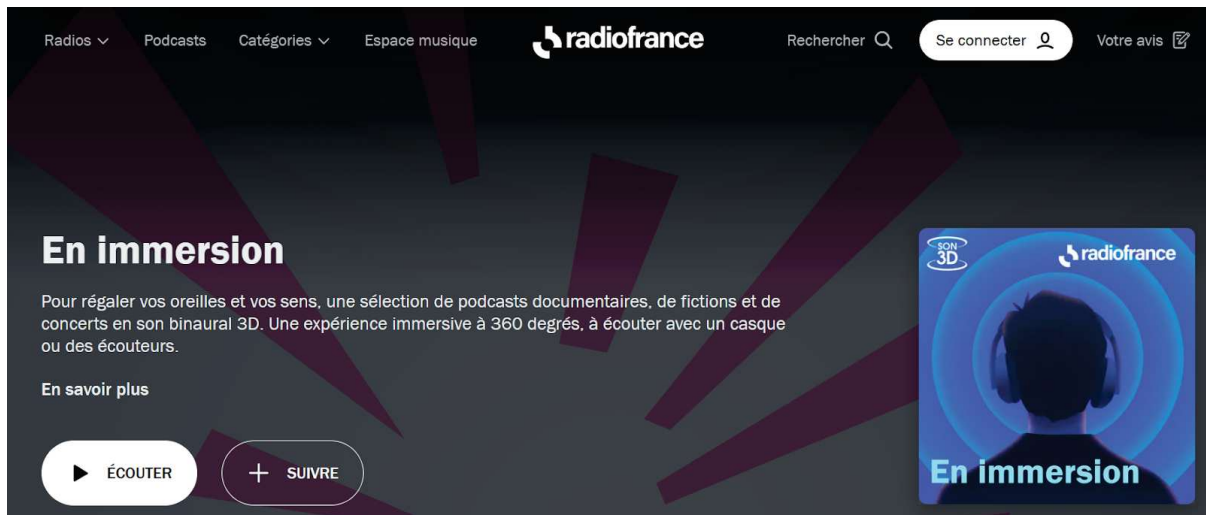 Radios
Podcasts
Catégories
Espace musique
radiofrance
Rechercher
Se connecter
Votre avis
En immersion
Pour régaler vos oreilles et vos sens, une sélection de podcasts documentaires, de fictions et de
concerts en son binaural 3D. Une expérience immersive à 360 degrés, à écouter avec un casque
ou des écouteurs.
En savoir plus
ÉCOUTER
SUIVRE
SON
3D
radiofrance
En immersion